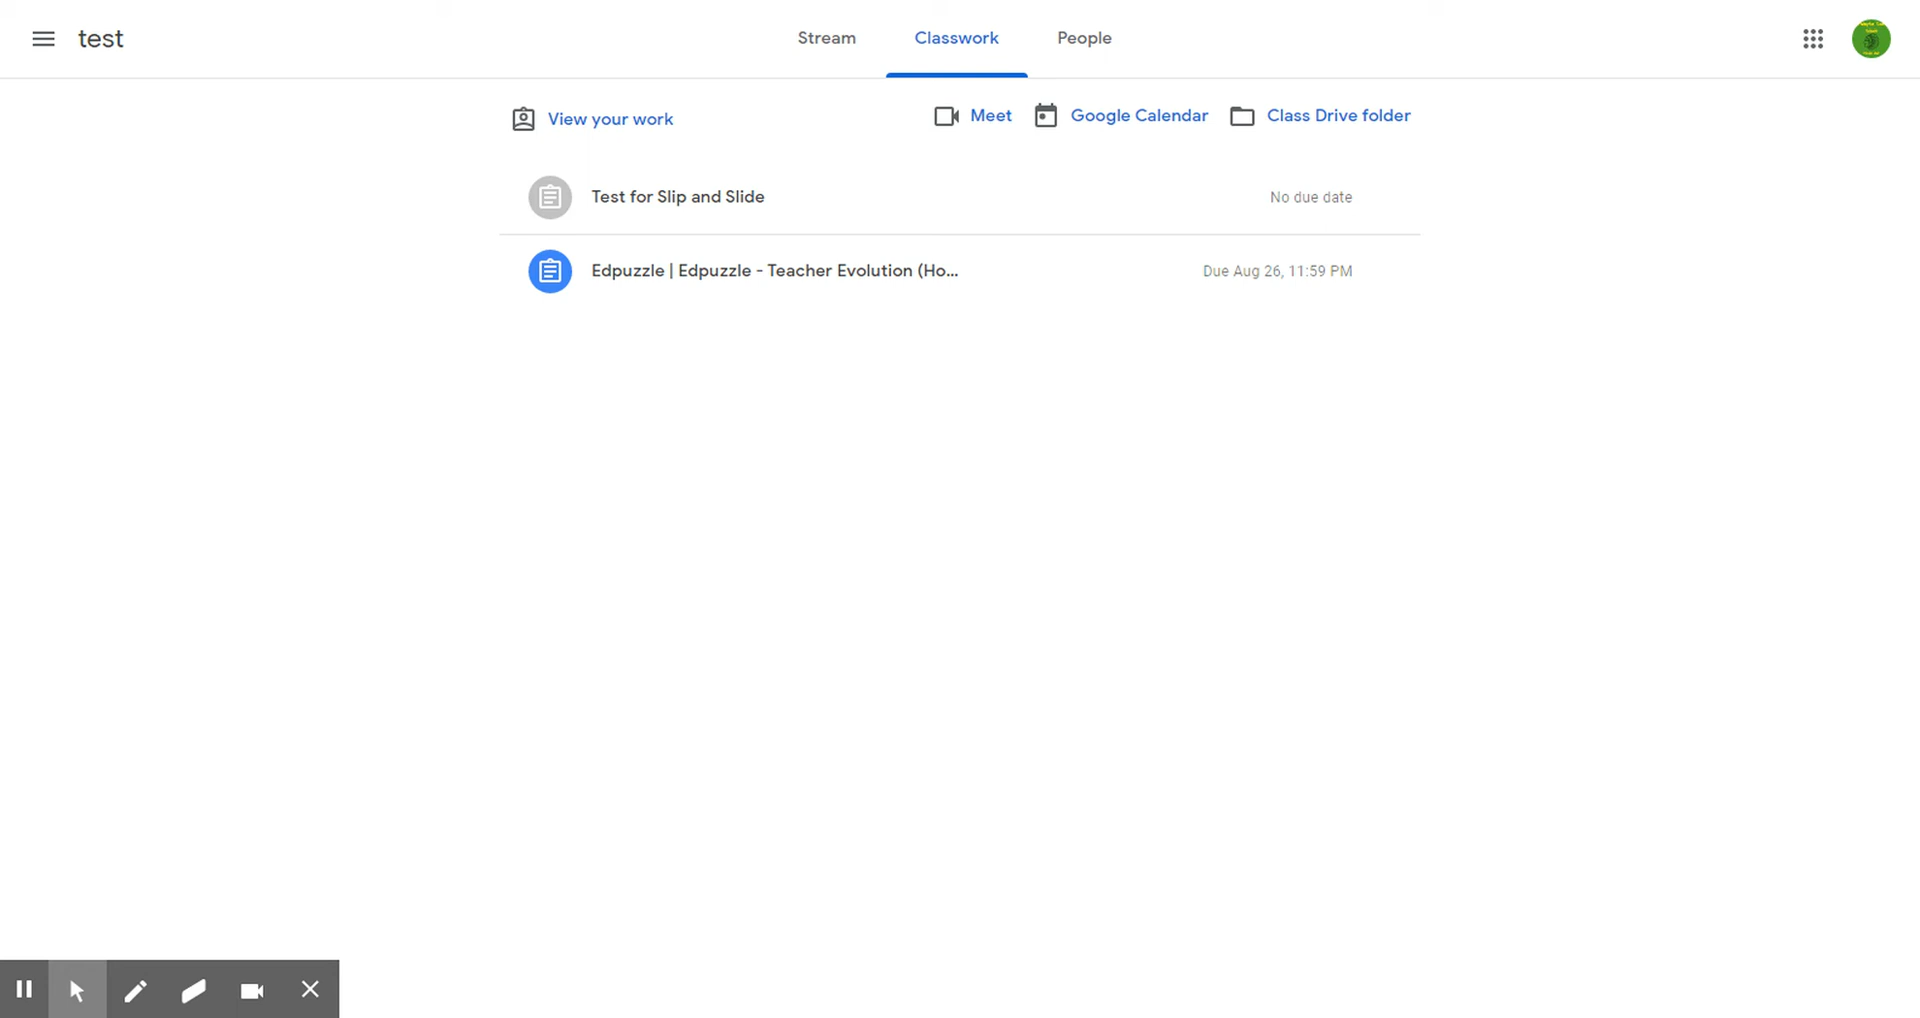 test
Stream
Classwork
People
View your work
Meet
Google Calendar
Class Drive folder
Test for Slip and Slide
No due date
Edpuzzle | Edpuzzle - Teacher Evolution (Ho...
Due Aug 26, 11:59 PM